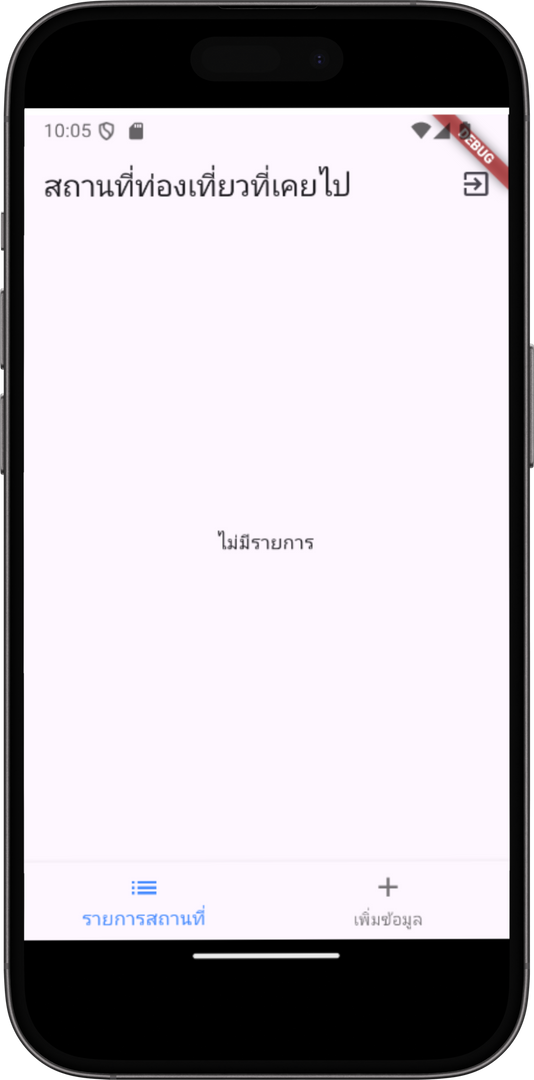 10:05
DEBUG
สถานที่ท่องเที่ยวที่เคยไป
ไม่มีรายการ
รายการสถานที่
เพิ่มข้อมูล